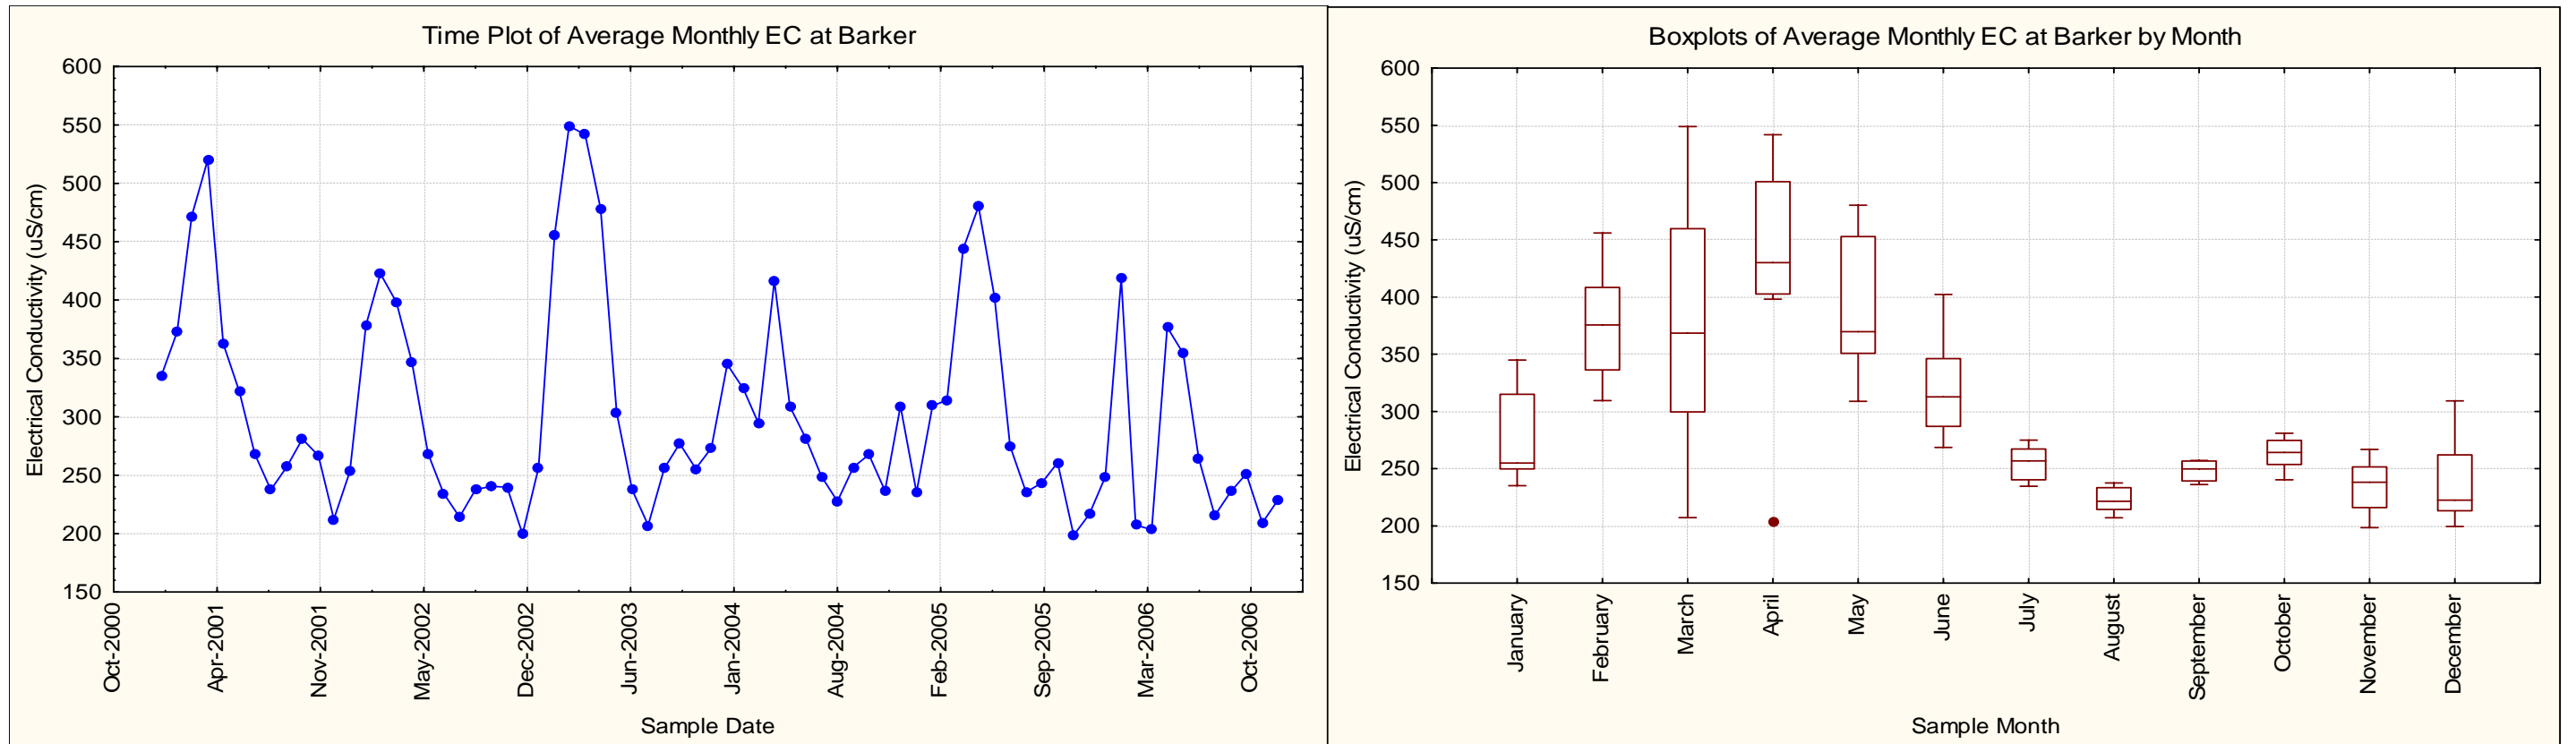 Time Plot of Average Monthly EC at Barker
600
550
500
450
400
350
300
250
200
150
Electrical Conductivity (uS/cm)
Oct-2000
Apr-2001
Nov-2001
May-2002
Dec-2002
Jun-2003
Jan-2004
Aug-2004
Feb-2005
Sep-2005
Mar-2006
Oct-2006
Sample Date
Boxplots of Average Monthly EC at Barker by Month
600
550
500
450
400
350
300
250
200
150
Electrical Conductivity (uS/cm)
January
February
March
April
May
June
July
August
September
October
November
December
Sample Month